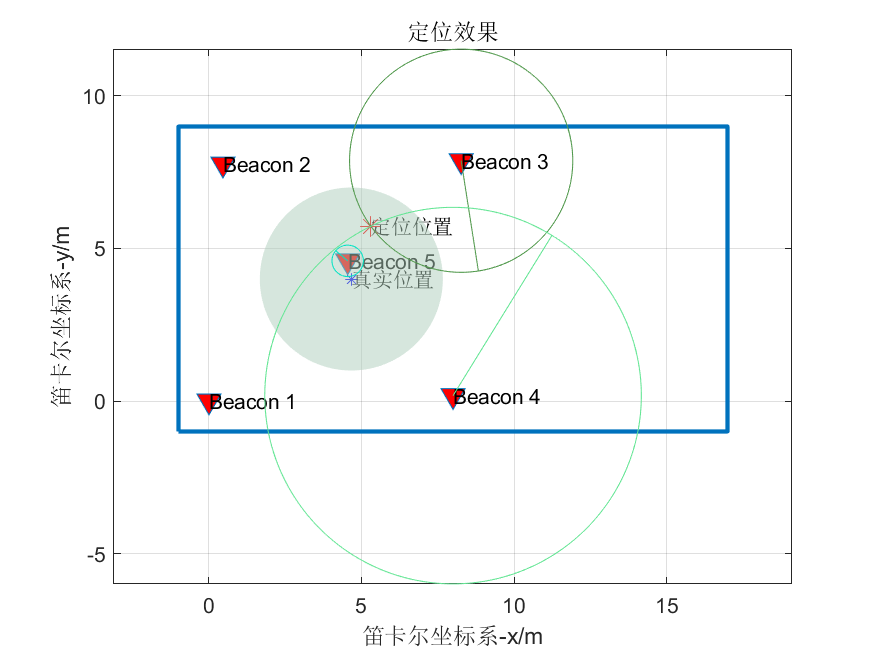 定位效果
10
5
0
-5
0
5
10
15
笛卡尔坐标系-y/m
笛卡尔坐标系-x/m
Beacon 2
Beacon 3
定位位置
Beacon 5
真实位置
Beacon 1
Beacon 4